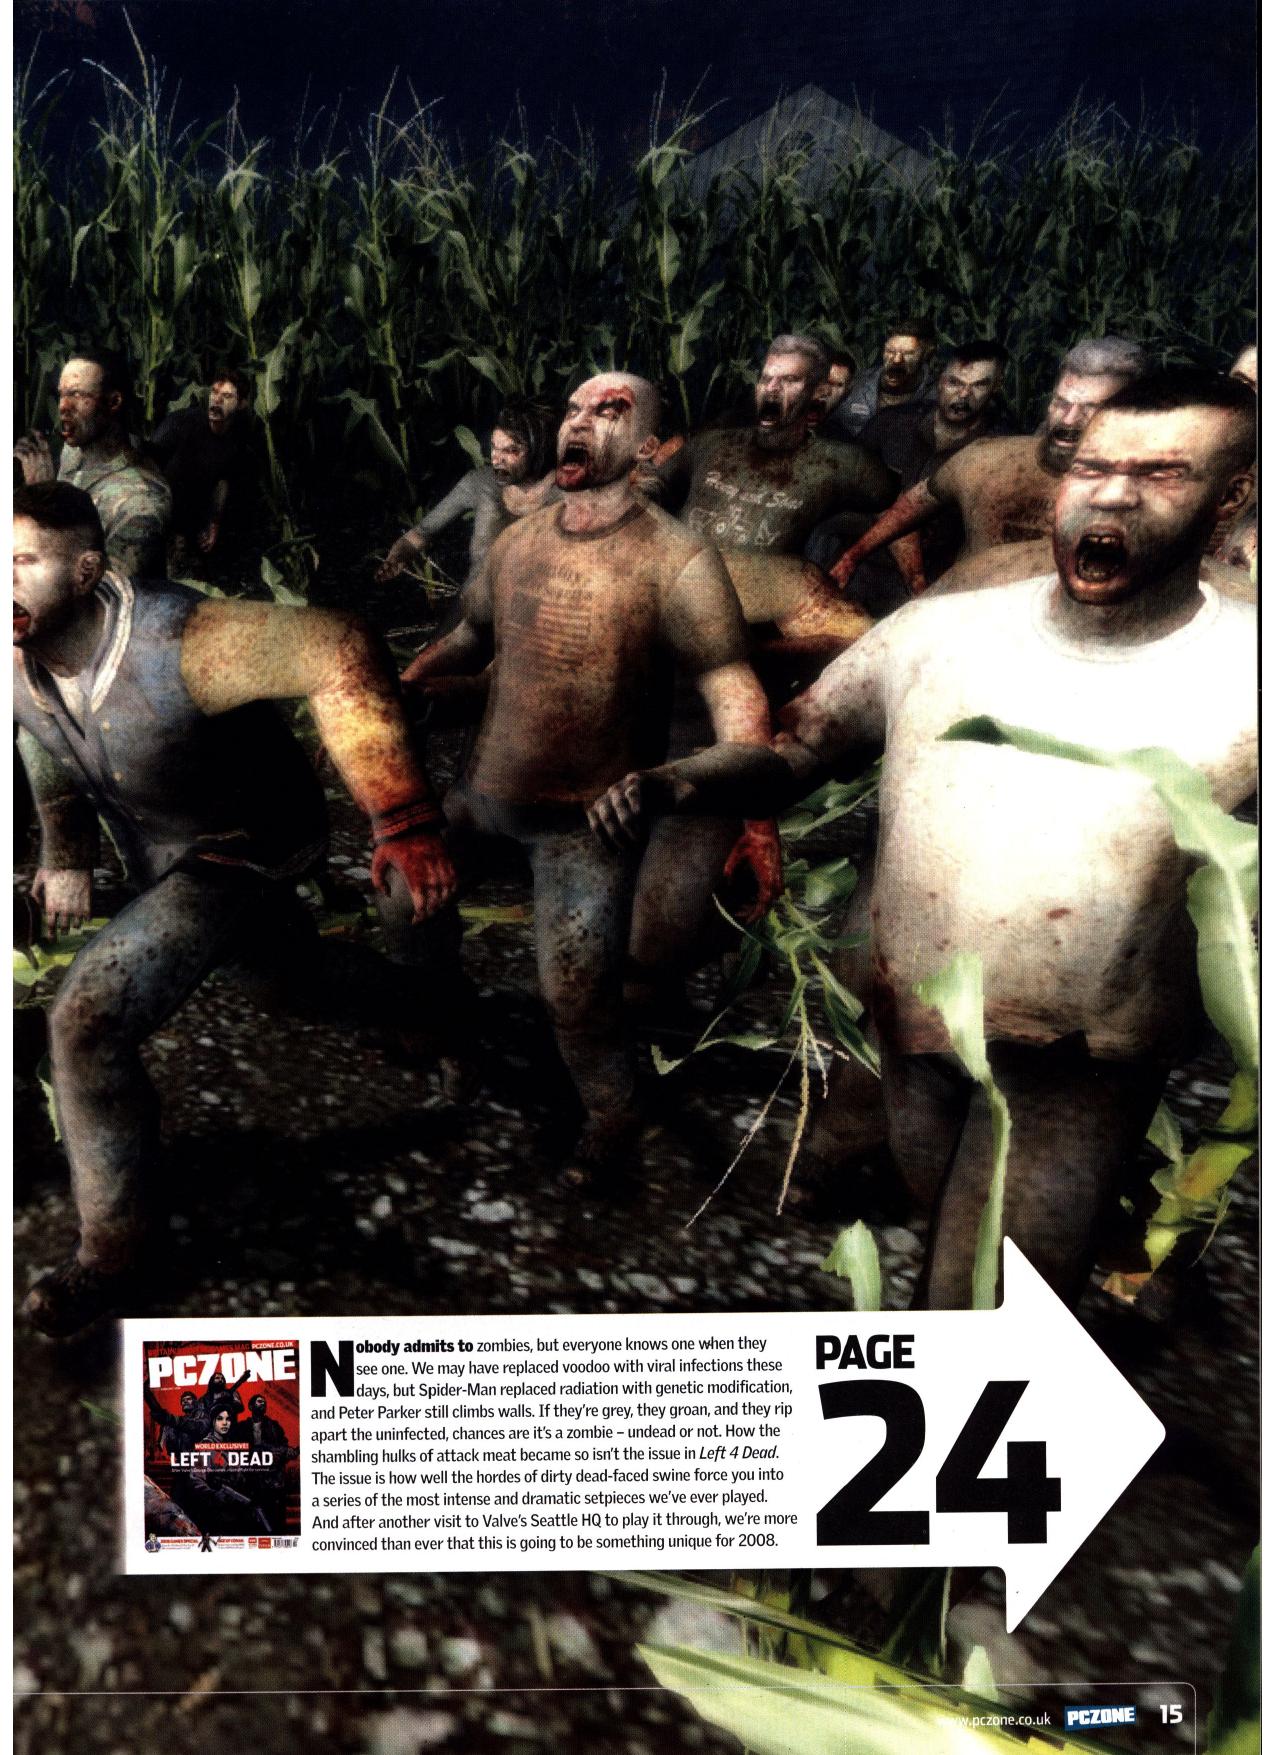 PCZONE.CO.UK
PCZONE
WORLD EXCLUSIVE!
LEFT 4 DEAD
Nobody admits to zombies, but everyone knows one when they
see one. We may have replaced voodoo with viral infections these
days, but Spider-Man replaced radiation with genetic modification,
and Peter Parker still climbs walls. If they're grey, they groan, and they rip
apart the uninfected, chances are it's a zombie – undead or not. How the
shambling hulks of attack meat became so isn't the issue in Left 4 Dead.
The issue is how well the hordes of dirty dead-faced swine force you into
a series of the most intense and dramatic setpieces we've ever played.
And after another visit to Valve's Seattle HQ to play it through, we're more
convinced than ever that this is going to be something unique for 2008.
PAGE
24
www.pczone.co.uk PCZONE 15